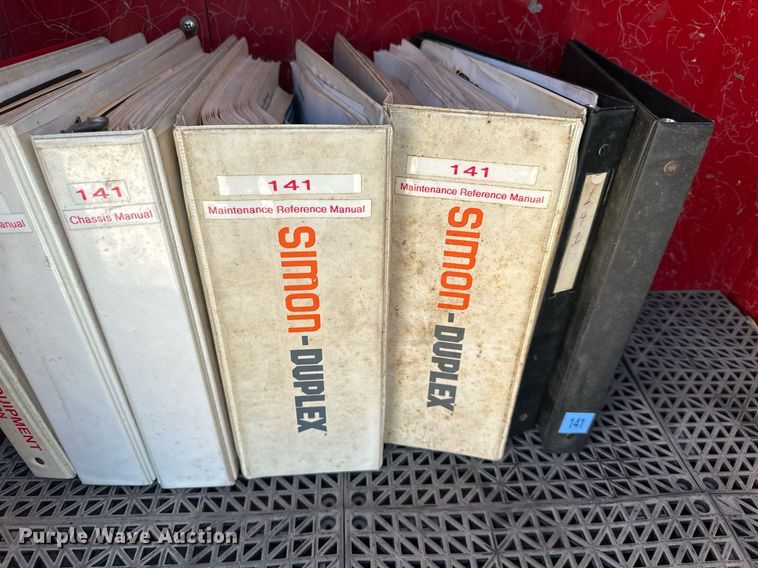 anual
141
Chassis Manual
141
Maintenance Reference Manual
SIMON-DUPLEX
141
Maintenance Reference Manual
SIMON-DUPLEX
141
QUIPMENT
Purple Wave Auction